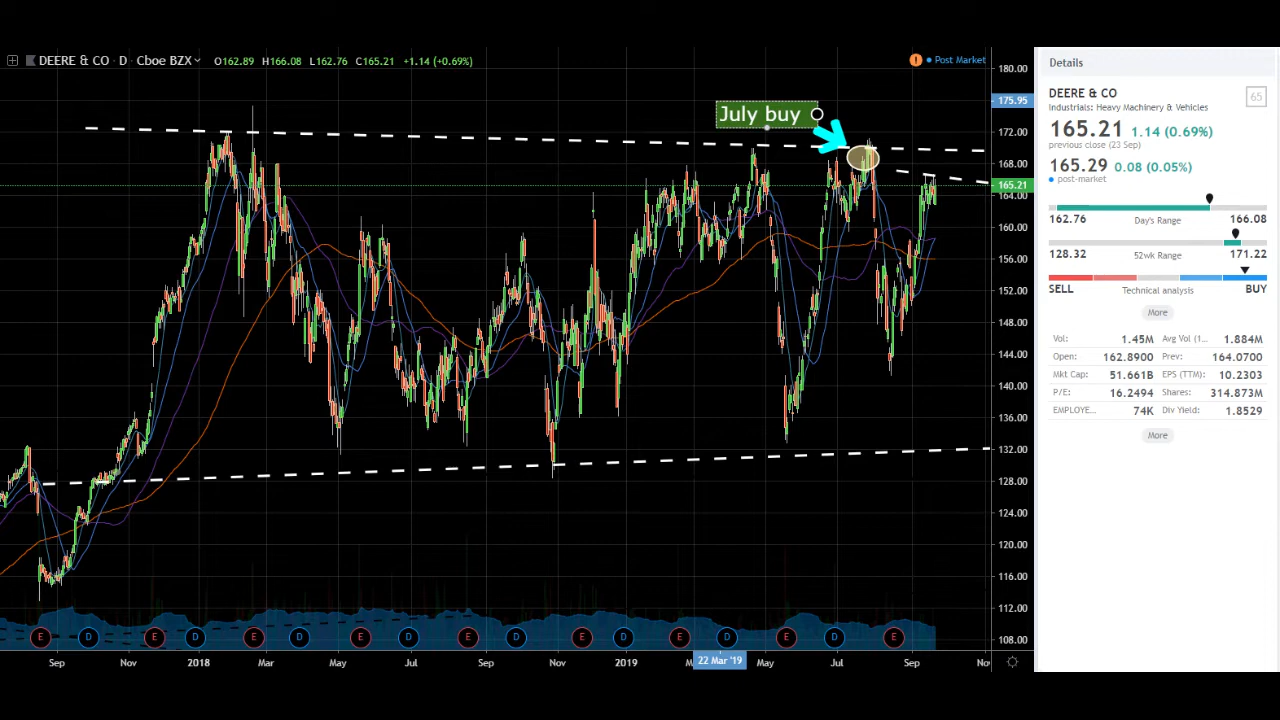 DEERE & CO · D · Cboe BZX O162.89 H166.08 L162.76 C165.21 +1.14 (+0.69%)
! Post Market
180.00
175.95
172.00
168.00
165.21
164.00
160.00
156.00
152.00
148.00
144.00
140.00
136.00
132.00
128.00
124.00
120.00
116.00
112.00
108.00
July buy
E D E D E D E D E D E D E D E D E
Sep Nov 2018 Mar May Jul Sep Nov 2019 22 Mar '19 May Jul Sep
Details
DEERE & CO
65
Industrials: Heavy Machinery & Vehicles
165.21 1.14 (0.69%)
previous close (23 Sep)
165.29 0.08 (0.05%)
post-market
162.76 Day's Range 166.08
128.32 52wk Range 171.22
SELL Technical analysis BUY
More
Vol: 1.45M Avg Vol (1... 1.884M
Open: 162.8900 Prev: 164.0700
Mkt Cap: 51.661B EPS (TTM): 10.2303
P/E: 16.2494 Shares: 314.873M
EMPLOYE... 74K Div Yield: 1.8529
More